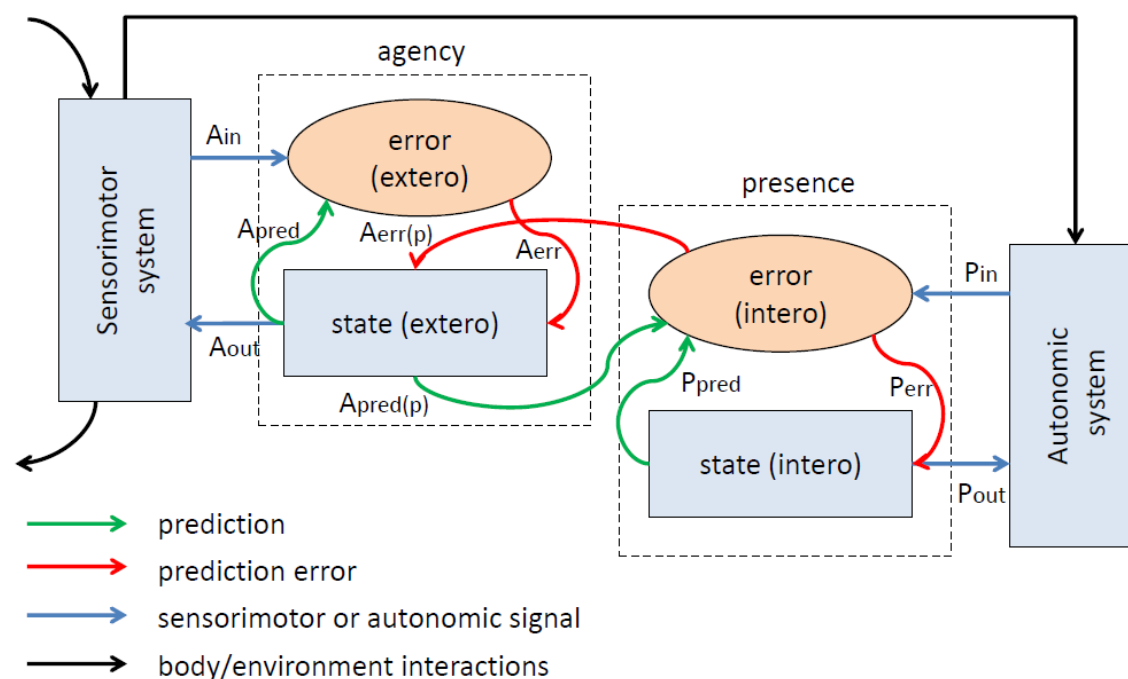 agency
Sensorimotor
system
Ain
error
(extero)
presence
Apred
Aerr(p)
Aerr
error
(intero)
Pin
state (extero)
Aout
Apred(p)
Ppred
Perr
Autonomic
system
state (intero)
Pout
prediction
prediction error
sensorimotor or autonomic signal
body/environment interactions